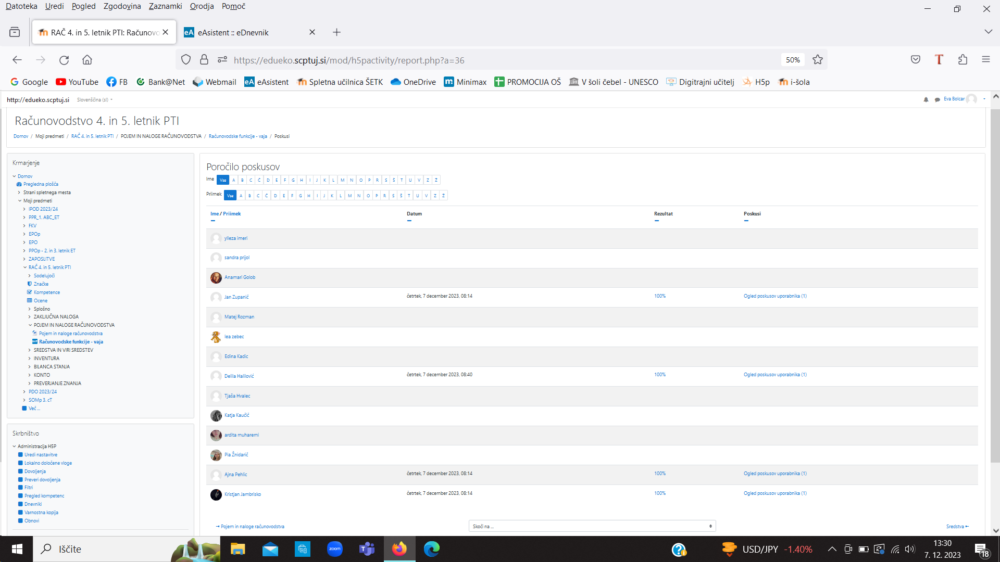 Datoteka Uredi Pogled Zgodovina Zaznamki Orodja Pomoč
RAČ 4. in 5. letnik PTI: Računovo
eA eAsistent :: eDnevnik
https://edueko.scptuj.si/mod/h5pactivity/report.php?a=36 50%
Google YouTube FB Bank@Net Webmail eA eAsistent Spletna učilnica ŠETK OneDrive Minimax PROMOCIJA OŠ V šoli čebel - UNESCO Digitrajni učitelj H5p i-šola
http://edueko.scptuj.si Slovenščina (sl) Eva Bolcar
Računovodstvo 4. in 5. letnik PTI
Domov / Moji predmeti / RAČ 4. in 5. letnik PTI / POJEM IN NALOGE RAČUNOVODSTVA / Računovodske funkcije - vaja / Poskusi
Krmarjenje
Domov
Pregledna plošča
Strani spletnega mesta
Moji predmeti
IPOD 2023/24
PPR_1. ABC_ET
FKV
EPOp
EPO
PPOp - 2. in 3. letnik ET
ZAPOSLITVE
RAČ 4. in 5. letnik PTI
Sodelujoči
Značke
Kompetence
Ocene
Splošno
ZAKLJUČNA NALOGA
POJEM IN NALOGE RAČUNOVODSTVA
Pojem in naloge računovodstva
Računovodske funkcije - vaja
SREDSTVA IN VIRI SREDSTEV
INVENTURA
BILANCA STANJA
KONTO
PREVERJANJE ZNANJA
PDO 2023/24
SOMp 3. cT
Več ...
Skrbništvo
Administracija H5P
Uredi nastavitve
Lokalno določene vloge
Dovoljenja
Preveri dovoljenja
Filtri
Pregled kompetenc
Dnevniki
Varnostna kopija
Obnovi
Poročilo poskusov
Ime Vse A B C Č D E F G H I J K L M N O P R S Š T U V Z Ž
Priimek Vse A B C Č D E F G H I J K L M N O P R S Š T U V Z Ž
Ime / Priimek Datum Rezultat Poskusi
ylleza imeri
sandra prijol
Anamari Golob
Jan Zupanič četrtek, 7 december 2023, 08:14 100% Ogled poskusov uporabnika (1)
Matej Rozman
lea zebec
Edina Kadic
Delila Halilović četrtek, 7 december 2023, 08:40 100% Ogled poskusov uporabnika (1)
Tjaša Hvalec
Katja Kaučič
ardita muharemi
Pia Žnidarič
Ajna Pehlic četrtek, 7 december 2023, 08:14 100% Ogled poskusov uporabnika (1)
Kristjan Jambrisko četrtek, 7 december 2023, 08:14 100% Ogled poskusov uporabnika (1)
→ Pojem in naloge računovodstva Skoči na ... Sredstva ←
Iščite zoom USD/JPY -1.40% 13:30
7. 12. 2023 18